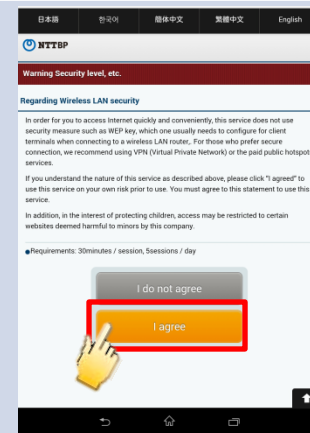 日本語 한국어 简体中文 繁體中文 English
NTTBP
Warning Security level, etc.
Regarding Wireless LAN security
In order for you to access Internet quickly and conveniently, this service does not use
security measure such as WEP key, which one usually needs to configure for client
terminals when connecting to a wireless LAN router,. For those who prefer secure
connection, we recommend using VPN (Virtual Private Network) or the paid public hotspot
services.
If you understand the nature of this service as described above, please click "I agreed" to
use this service on your own risk prior to use. You must agree to this statement to use this
service.
In addition, in the interest of protecting children, access may be restricted to certain
websites deemed harmful to minors by this company.
●Requirements: 30minutes / session, 5sessions / day
I do not agree
I agree